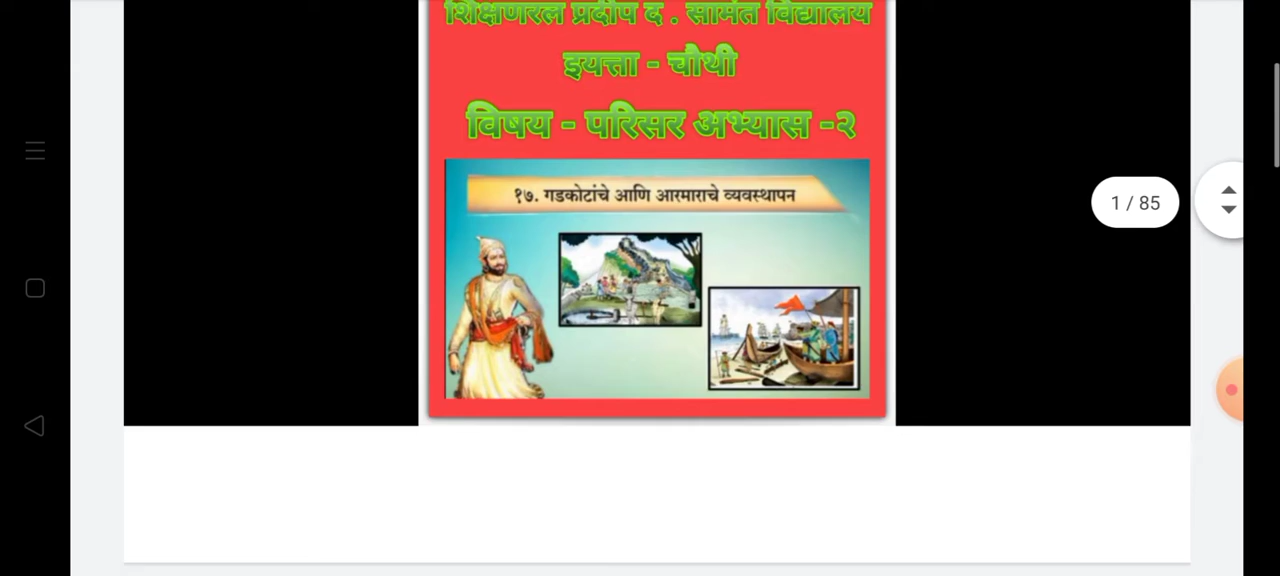 शिक्षणरत्न प्रदीप द . सामंत विद्यालय
इयत्ता - चौथी
विषय - परिसर अभ्यास -२
१७. गडकोटांचे आणि आरमाराचे व्यवस्थापन
1 / 85